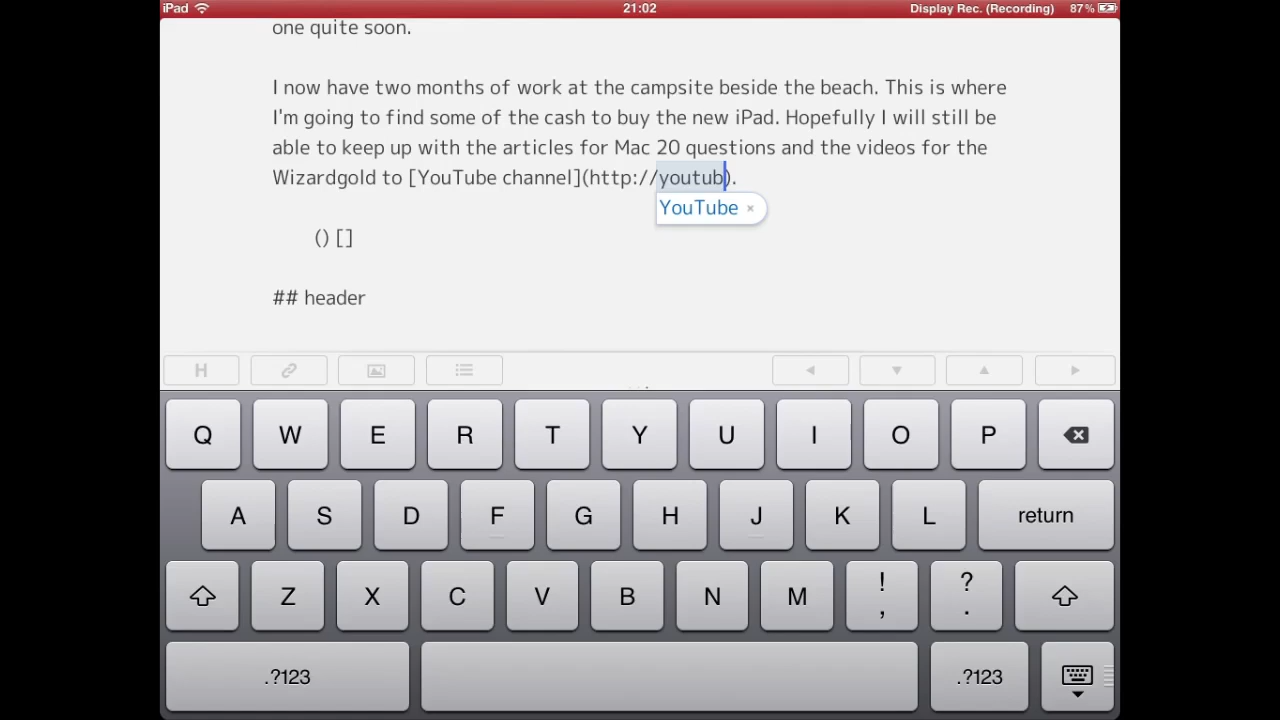 iPad 21:02 Display Rec. (Recording) 87%
one quite soon.
I now have two months of work at the campsite beside the beach. This is where
I'm going to find some of the cash to buy the new iPad. Hopefully I will still be
able to keep up with the articles for Mac 20 questions and the videos for the
Wizardgold to [YouTube channel](http://youtub).
YouTube ×
() []
## header
H
Q W E R T Y U I O P
A S D F G H J K L return
Z X C V B N M ! , ? .
.?123 .?123